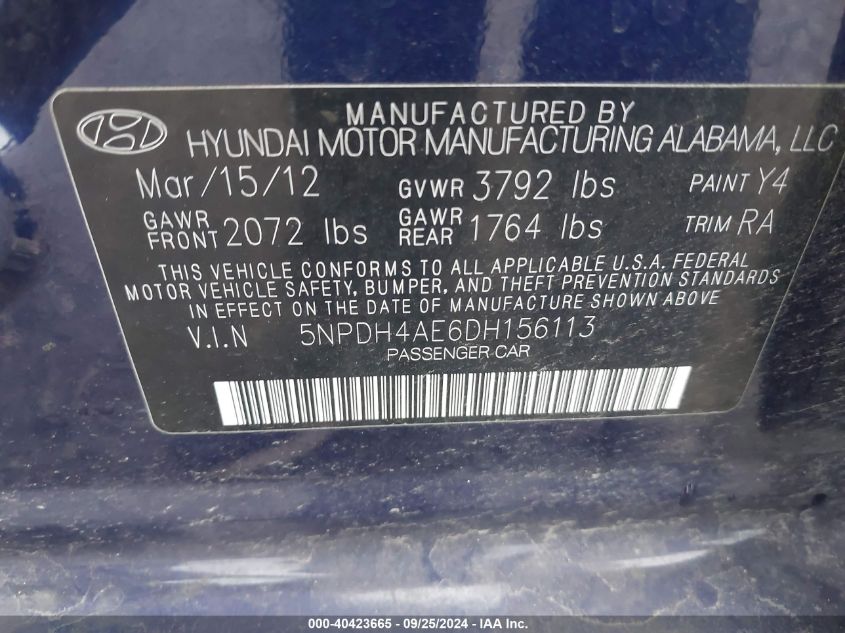 MANUFACTURED BY
HYUNDAI MOTOR MANUFACTURING ALABAMA, LLC
Mar/15/12 GVWR 3792 lbs PAINT Y4
GAWR FRONT 2072 lbs GAWR REAR 1764 lbs TRIM RA
THIS VEHICLE CONFORMS TO ALL APPLICABLE U.S.A. FEDERAL
MOTOR VEHICLE SAFETY, BUMPER, AND THEFT PREVENTION STANDARDS
IN EFFECT ON THE DATE OF MANUFACTURE SHOWN ABOVE
V.I.N 5NPDH4AE6DH156113
PASSENGER CAR
000-40423665 - 09/25/2024 - IAA Inc.